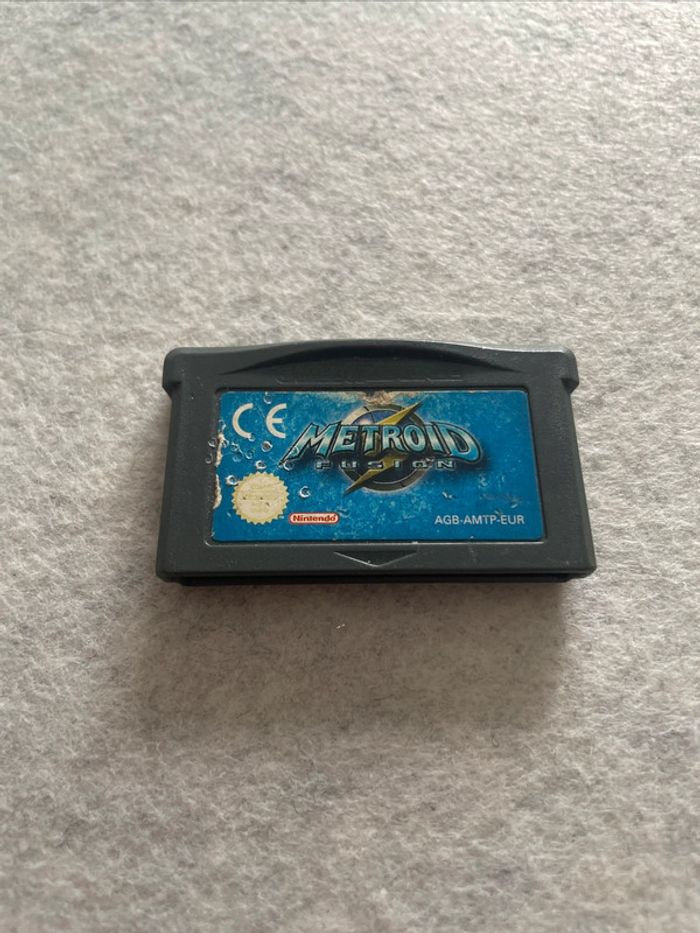 CE
METROID
FUSION
Nintendo
AGB-AMTP-EUR